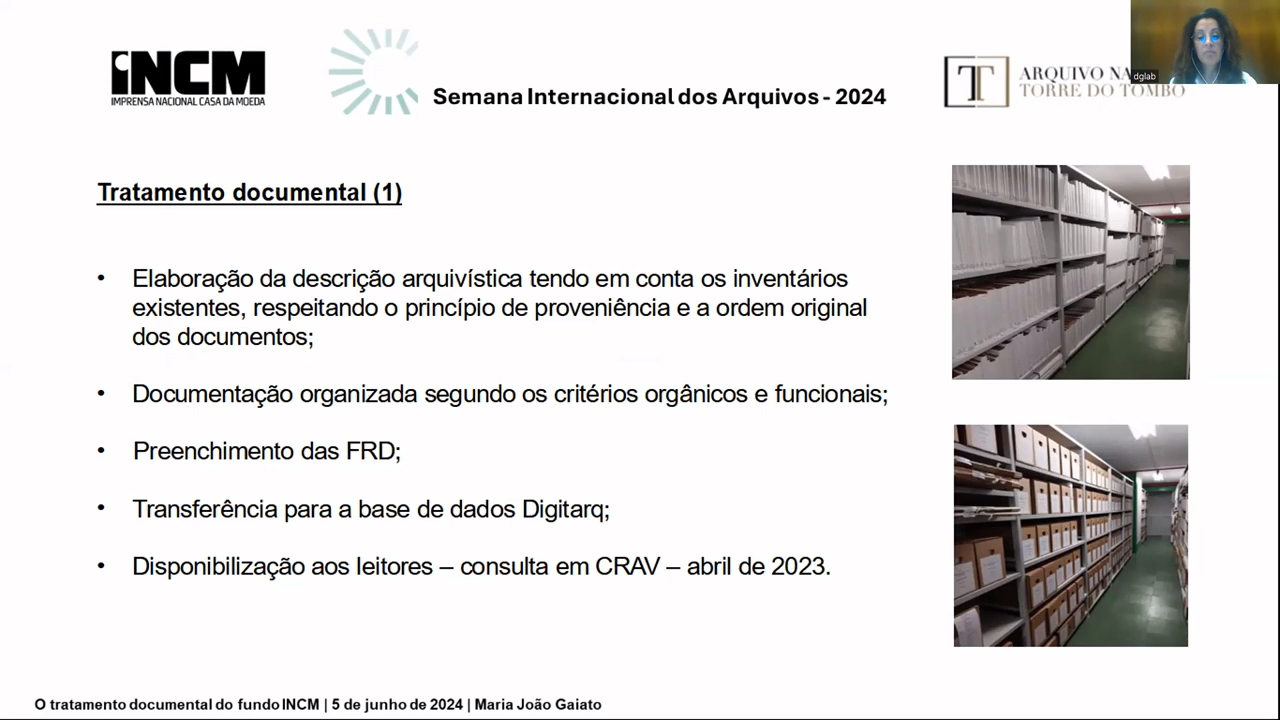 INCM
IMPRENSA NACIONAL CASA DA MOEDA
Semana Internacional dos Arquivos - 2024
T
ARQUIVO
TORRE DO TOMBO
dglab
Tratamento documental (1)
• Elaboração da descrição arquivística tendo em conta os inventários
existentes, respeitando o princípio de proveniência e a ordem original
dos documentos;
• Documentação organizada segundo os critérios orgânicos e funcionais;
• Preenchimento das FRD;
• Transferência para a base de dados Digitarq;
• Disponibilização aos leitores – consulta em CRAV – abril de 2023.
O tratamento documental do fundo INCM | 5 de junho de 2024 | Maria João Gaiato